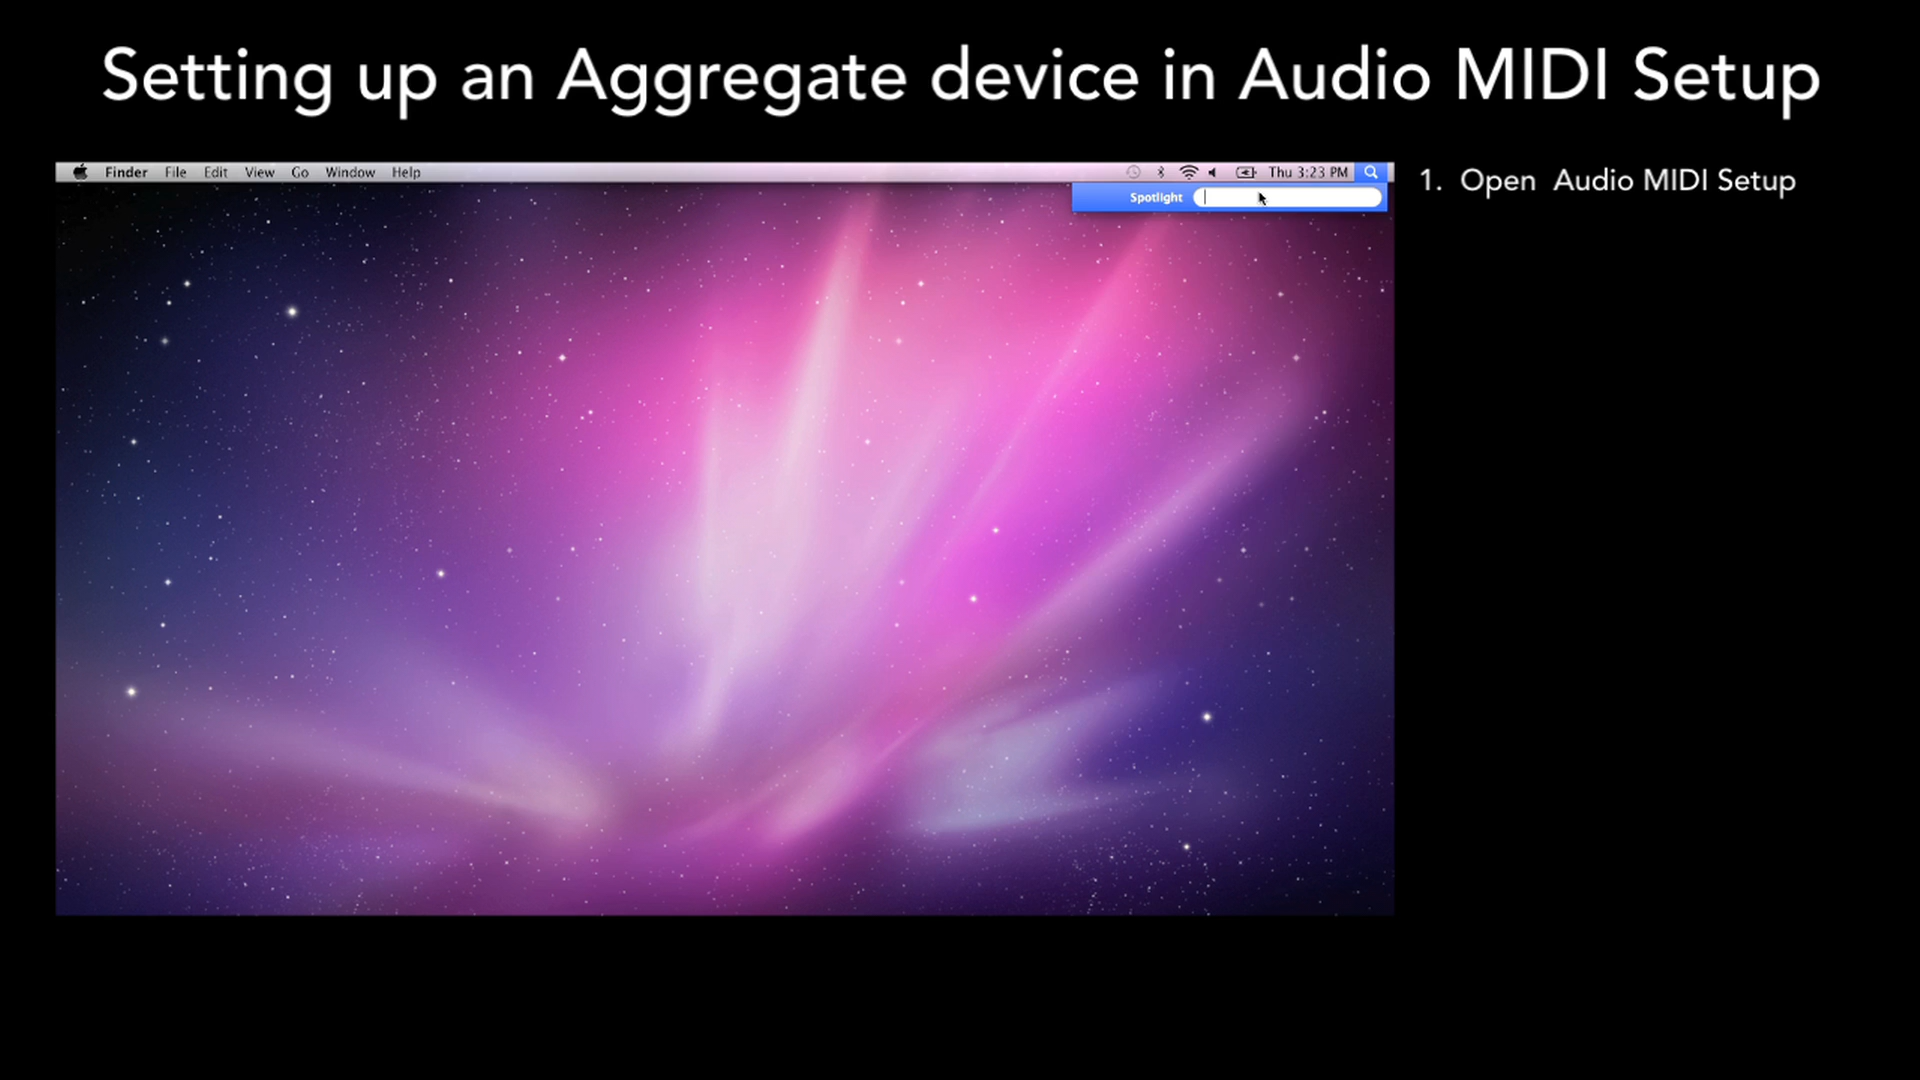 Setting up an Aggregate device in Audio MIDI Setup
Finder File Edit View Go Window Help Thu 3:23 PM
Spotlight
1. Open Audio MIDI Setup